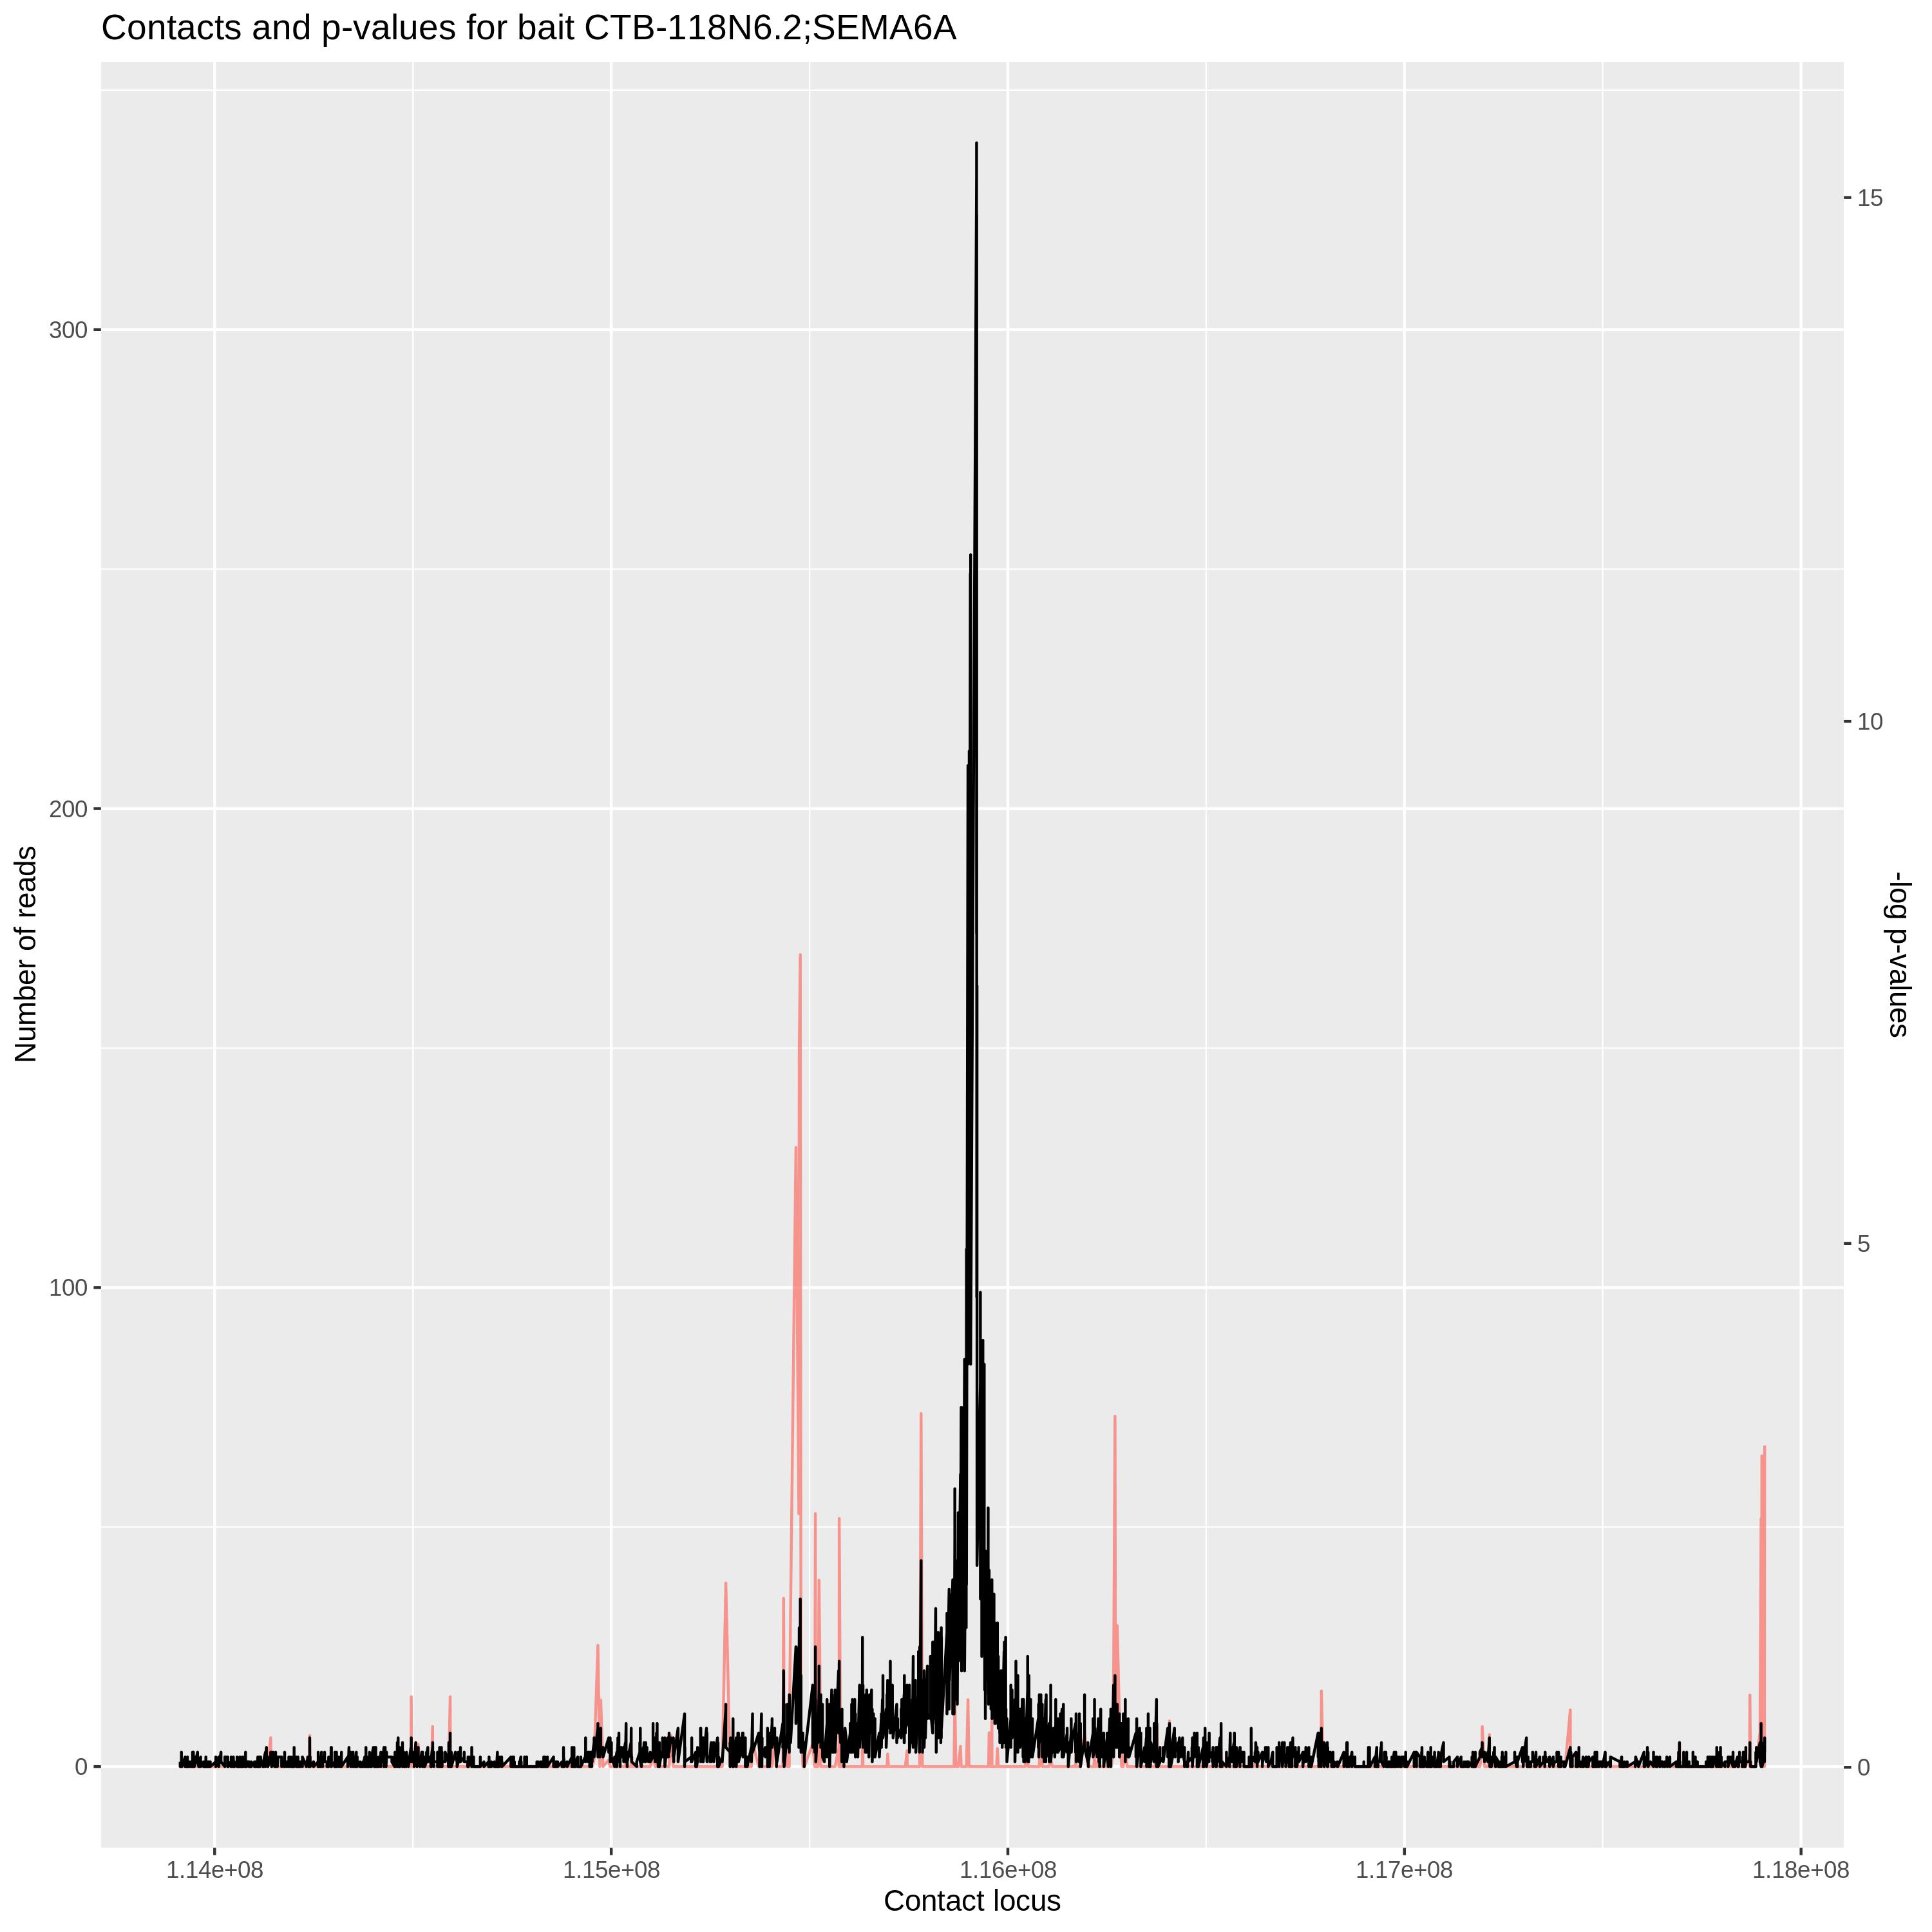 Contacts and p-values for bait CTB-118N6.2;SEMA6A
300
200
100
0
Number of reads
15
10
5
0
-log p-values
1.14e+08
1.15e+08
1.16e+08
1.17e+08
1.18e+08
Contact locus